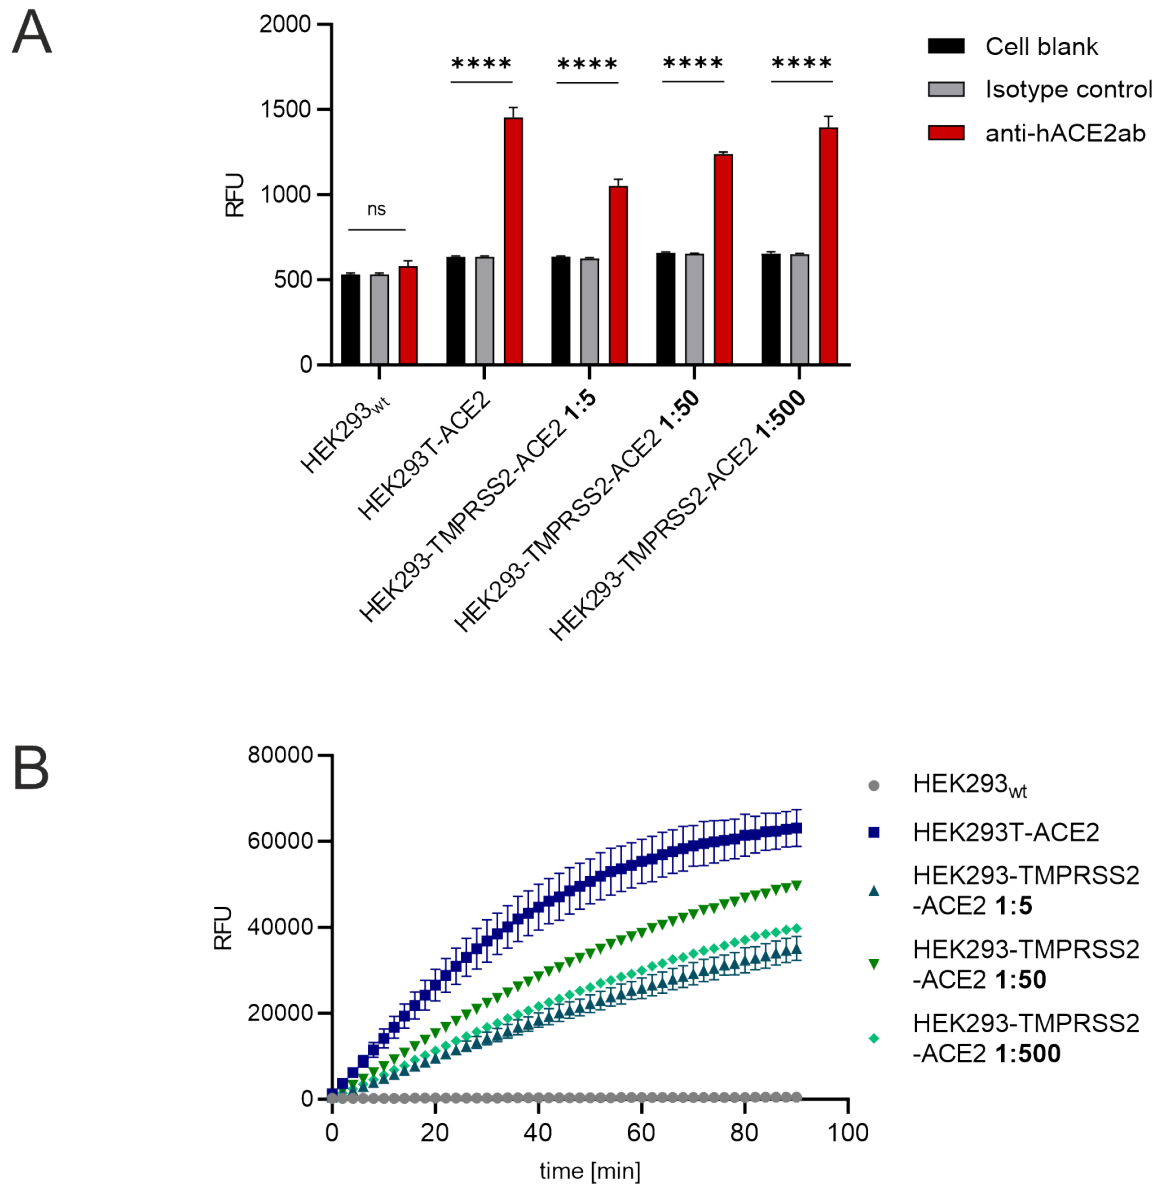 A
2000
1500
1000
500
0
RFU
ns
****
****
****
****
Cell blank
Isotype control
anti-hACE2ab
HEK293wt
HEK293T-ACE2
HEK293-TMPRSS2-ACE2 1:5
HEK293-TMPRSS2-ACE2 1:50
HEK293-TMPRSS2-ACE2 1:500
B
80000
60000
40000
20000
0
RFU
0 20 40 60 80 100
time [min]
HEK293wt
HEK293T-ACE2
HEK293-TMPRSS2
-ACE2 1:5
HEK293-TMPRSS2
-ACE2 1:50
HEK293-TMPRSS2
-ACE2 1:500